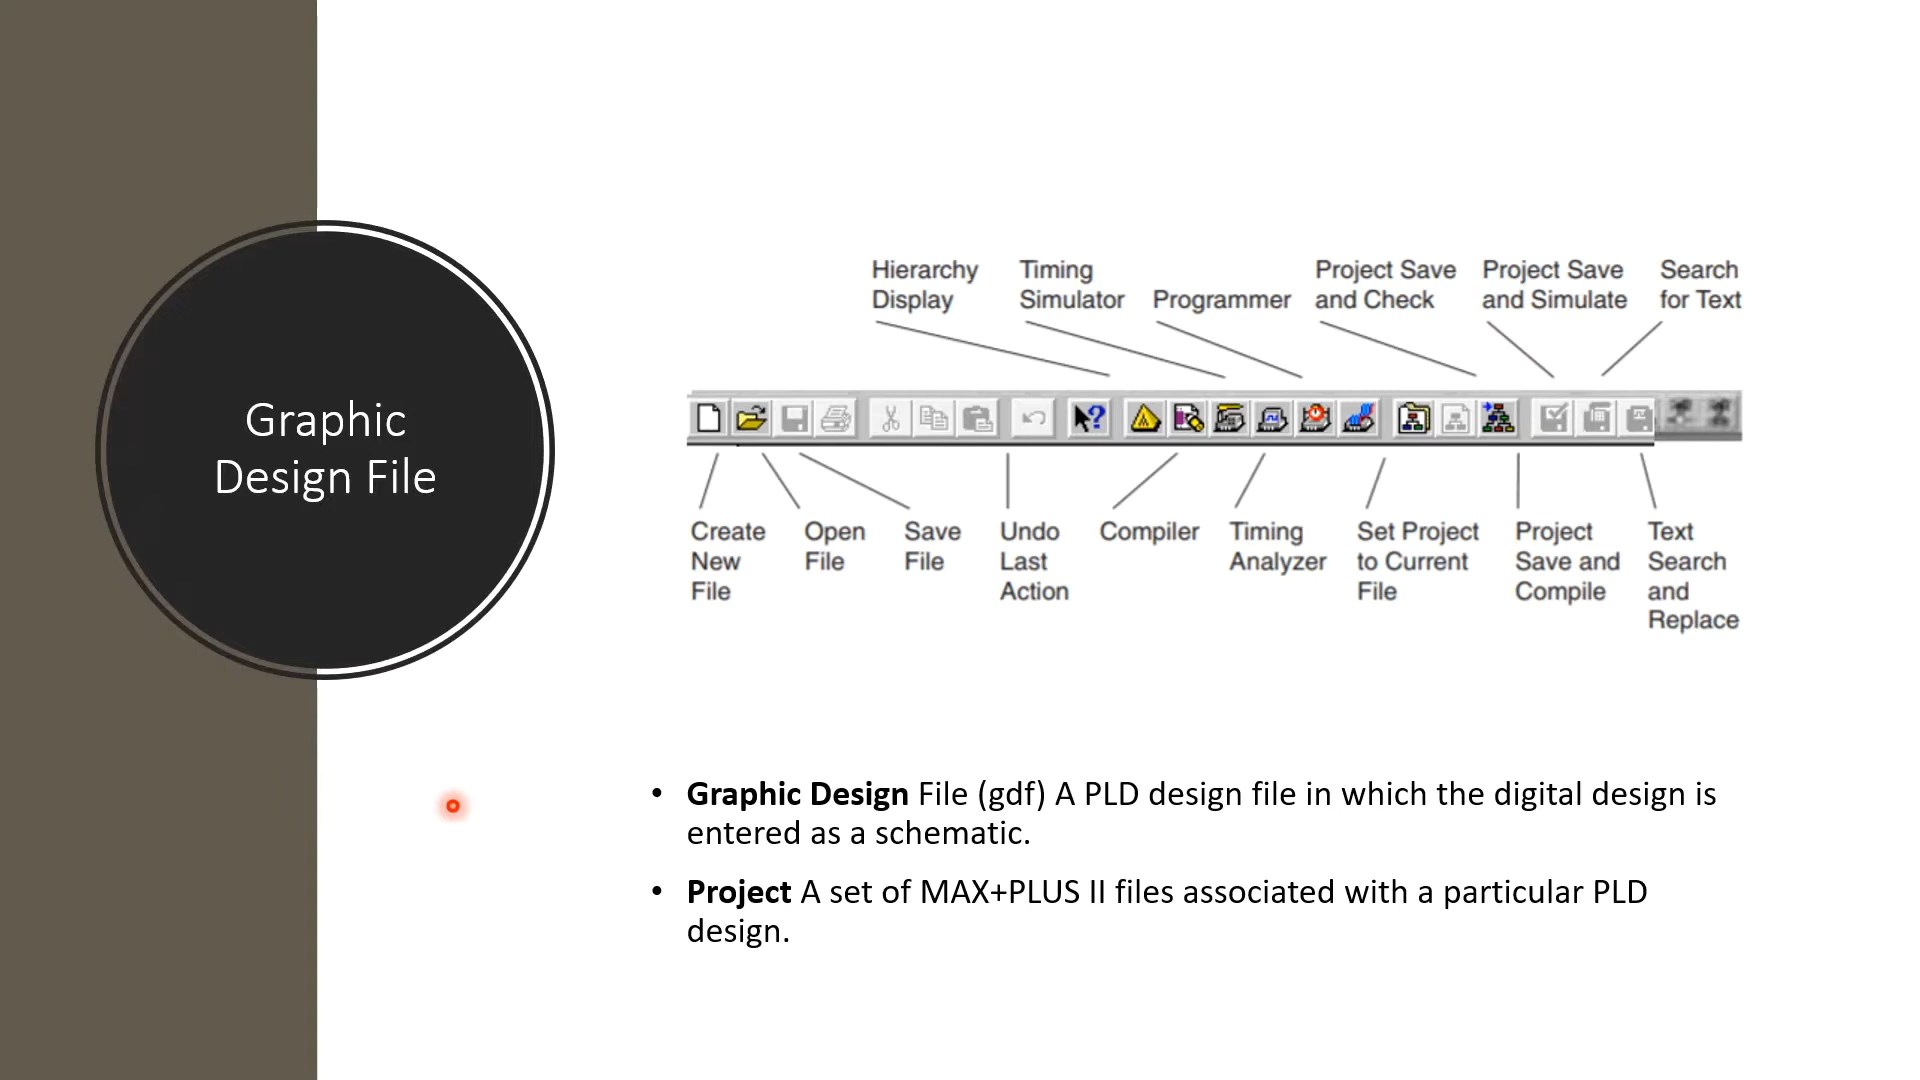 Graphic
Design File
Hierarchy
Display
Timing
Simulator
Programmer
Project Save
and Check
Project Save
and Simulate
Search
for Text
Create
New
File
Open
File
Save
File
Undo
Last
Action
Compiler
Timing
Analyzer
Set Project
to Current
File
Project
Save and
Compile
Text
Search
and
Replace
• Graphic Design File (gdf) A PLD design file in which the digital design is
entered as a schematic.
• Project A set of MAX+PLUS II files associated with a particular PLD
design.